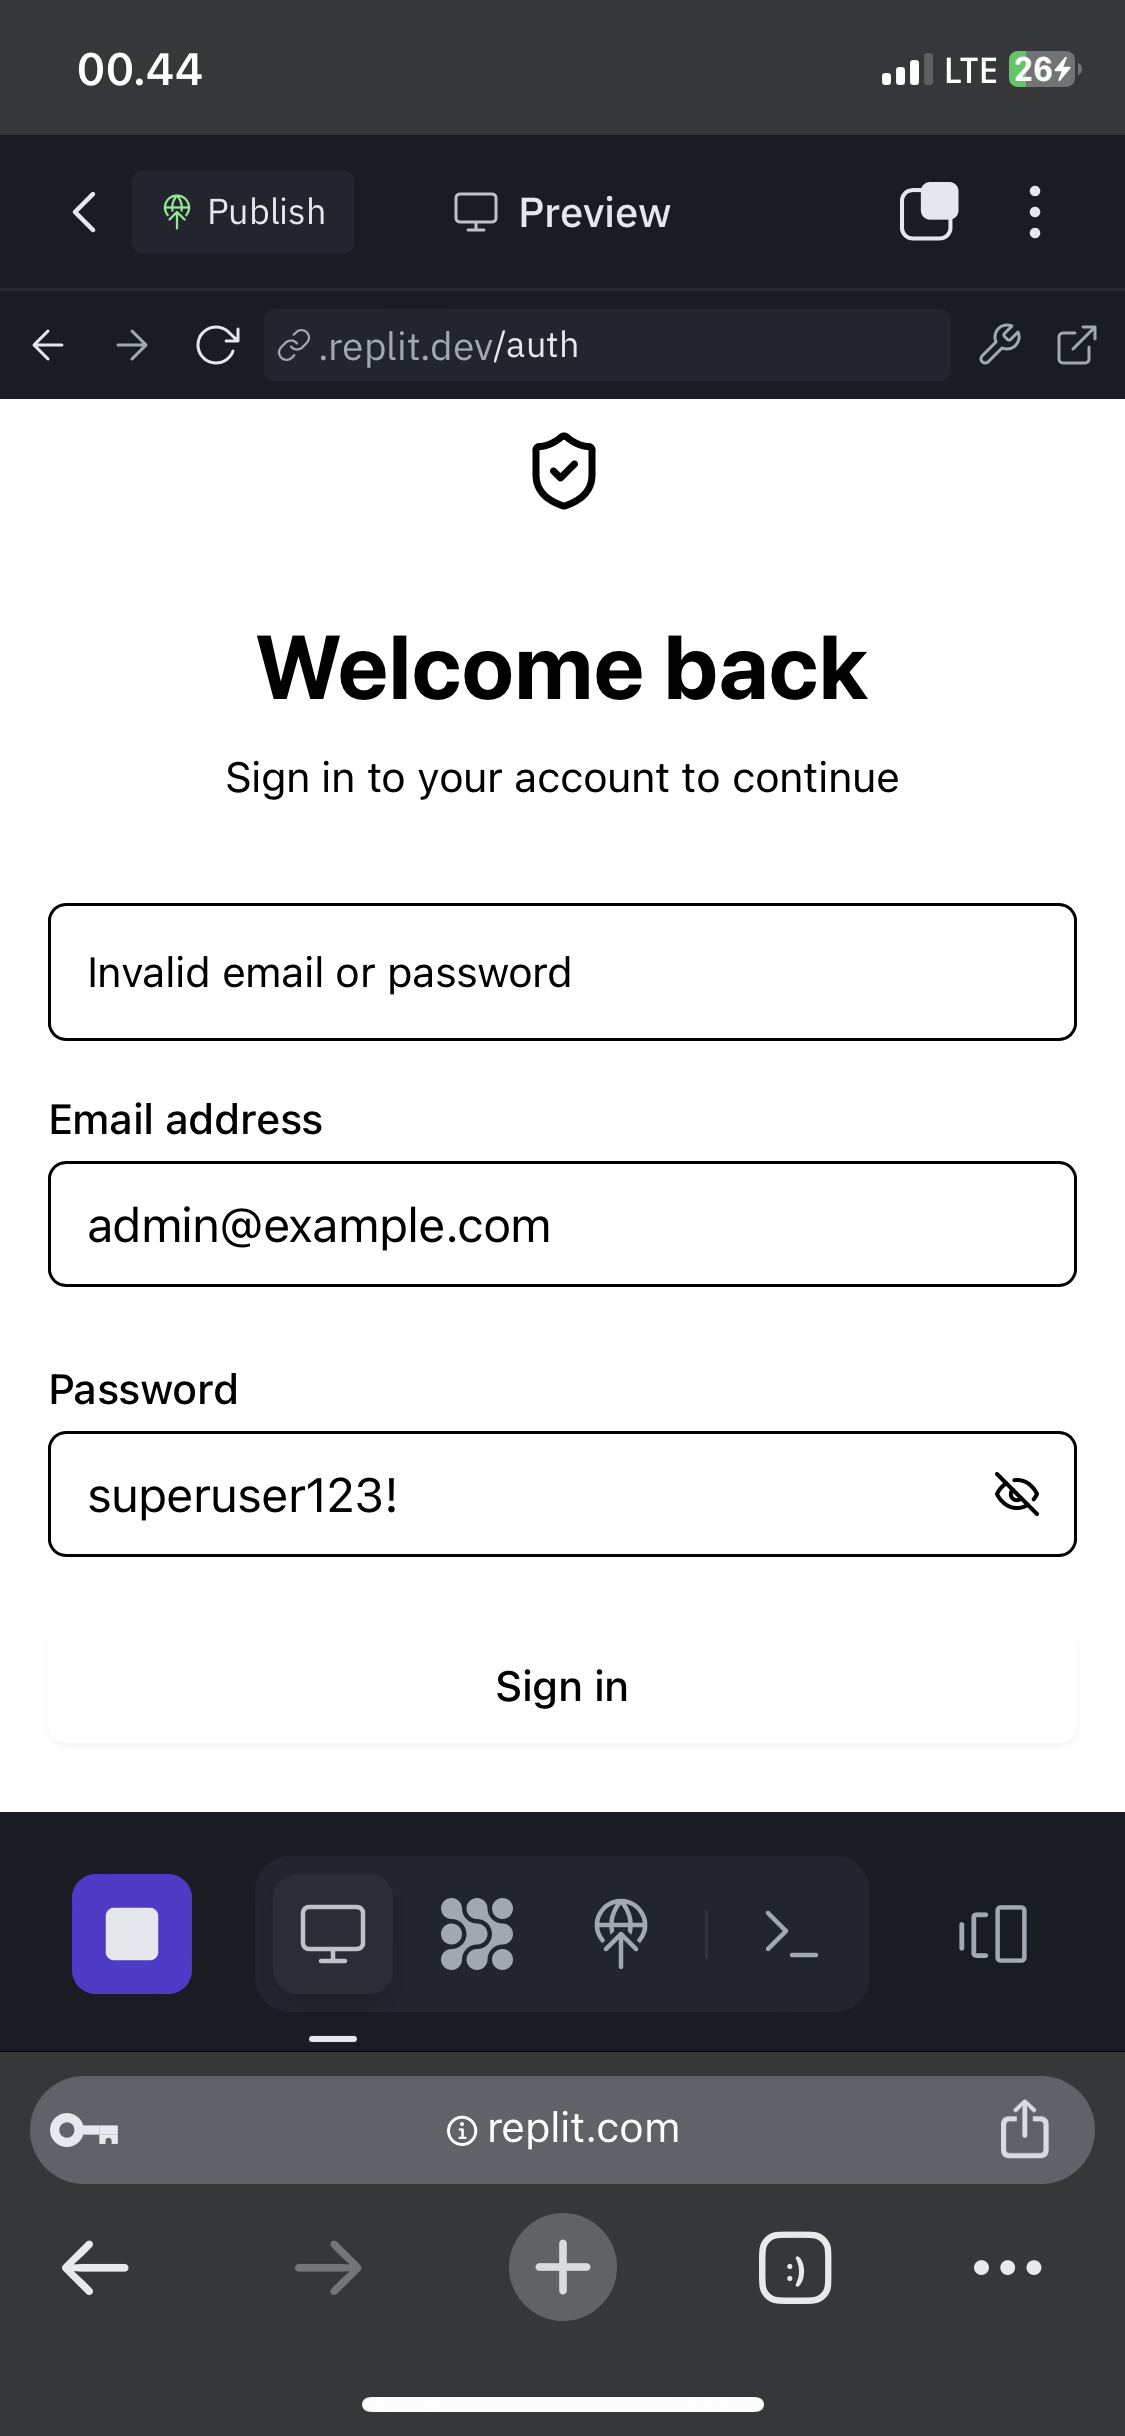 00.44
LTE 26
Publish
Preview
.replit.dev/auth
Welcome back
Sign in to your account to continue
Invalid email or password
Email address
admin@example.com
Password
superuser123!
Sign in
replit.com
:)